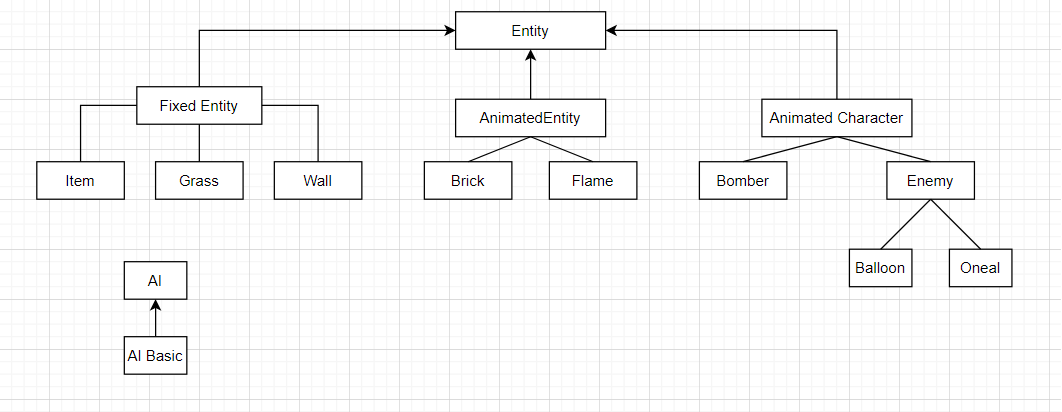 Entity
Fixed Entity
AnimatedEntity
Animated Character
Item
Grass
Wall
Brick
Flame
Bomber
Enemy
Balloon
Oneal
AI
AI Basic